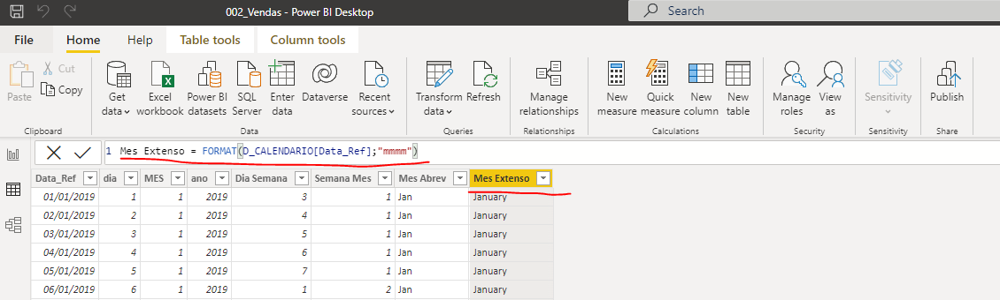 002_Vendas - Power BI Desktop
Search
File Home Help Table tools Column tools
Paste
Cut
Copy
Get data
Excel workbook
Power BI datasets
SQL Server
Enter data
Dataverse
Recent sources
Transform data
Refresh
Manage relationships
New measure
Quick measure
New column
New table
Manage roles
View as
Sensitivity
Publish
Clipboard Data Queries Relationships Calculations Security Sensitivity Share
1 Mes Extenso = FORMAT(D_CALENDARIO[Data_Ref];"mmmm")
Data_Ref dia MES ano Dia Semana Semana Mes Mes Abrev Mes Extenso
01/01/2019 1 1 2019 3 1 Jan January
02/01/2019 2 1 2019 4 1 Jan January
03/01/2019 3 1 2019 5 1 Jan January
04/01/2019 4 1 2019 6 1 Jan January
05/01/2019 5 1 2019 7 1 Jan January
06/01/2019 6 1 2019 1 2 Jan January